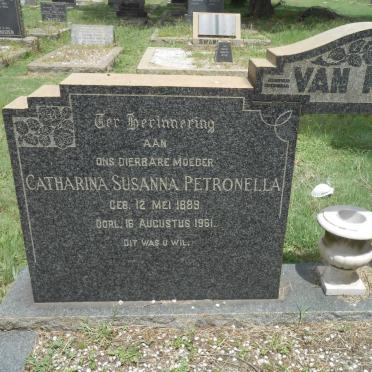 Ter Herinnering
AAN
ONS DIERBARE MOEDER
CATHARINA SUSANNA PETRONELLA
GEB. 12 MEI 1889
OORL. 16 AUGUSTUS 1961.
DIT WAS U WIL.
VAN
SWAN